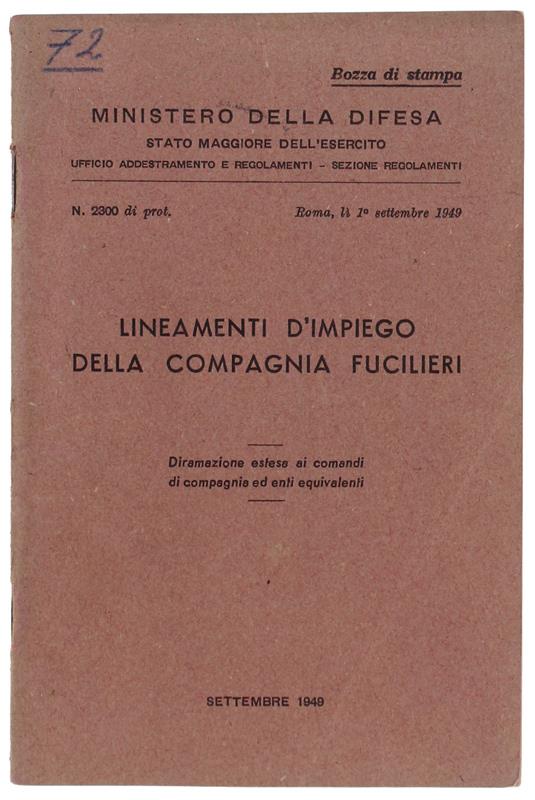 72
Bozza di stampa
MINISTERO DELLA DIFESA
STATO MAGGIORE DELL'ESERCITO
UFFICIO ADDESTRAMENTO E REGOLAMENTI - SEZIONE REGOLAMENTI
N. 2300 di prot. Roma, lì 1º settembre 1949
LINEAMENTI D'IMPIEGO
DELLA COMPAGNIA FUCILIERI
Diramazione estesa ai comandi
di compagnia ed enti equivalenti
SETTEMBRE 1949